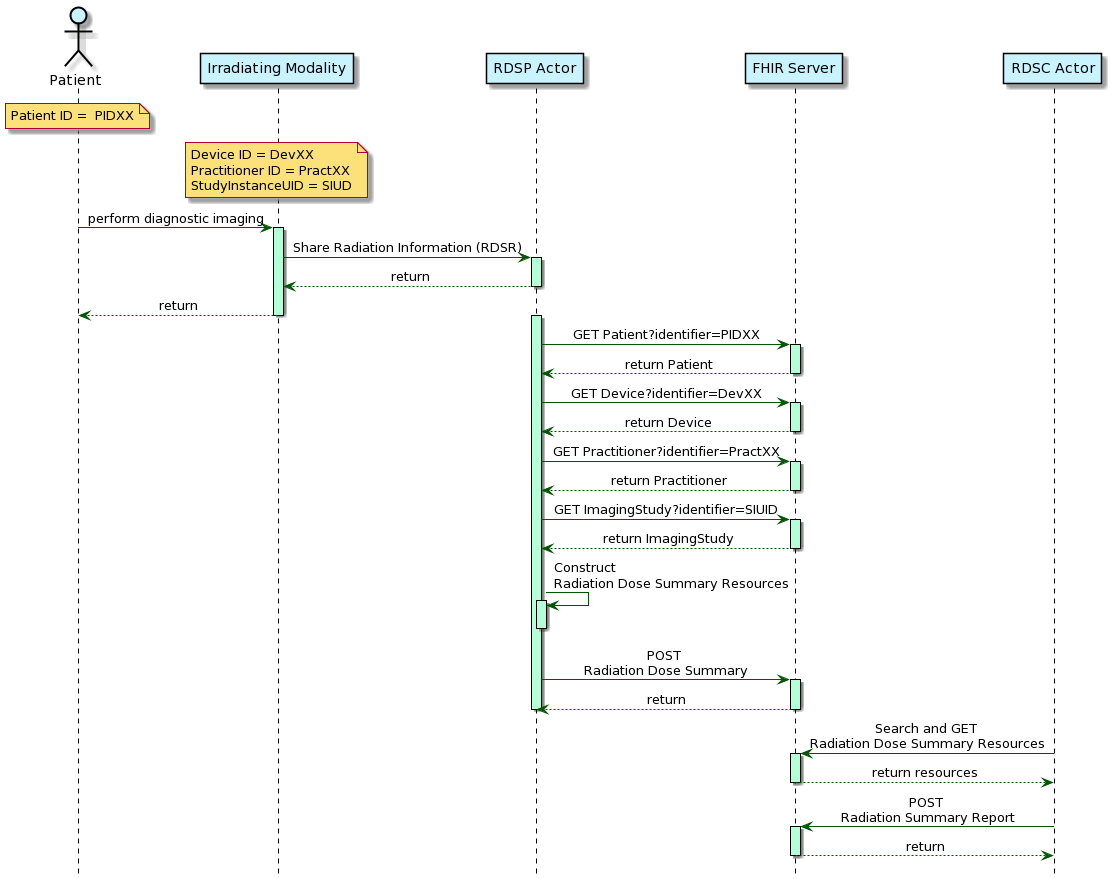 Patient
Irradiating Modality
RDSP Actor
FHIR Server
RDSC Actor
Patient ID =  PIDXX
Device ID = DevXX
Practitioner ID = PractXX
StudyInstanceUID = SIUD
perform diagnostic imaging
Share Radiation Information (RDSR)
return
return
GET Patient?identifier=PIDXX
return Patient
GET Device?identifier=DevXX
return Device
GET Practitioner?identifier=PractXX
return Practitioner
GET ImagingStudy?identifier=SIUID
return ImagingStudy
Construct
Radiation Dose Summary Resources
POST
Radiation Dose Summary
return
Search and GET
Radiation Dose Summary Resources
return resources
POST
Radiation Summary Report
return